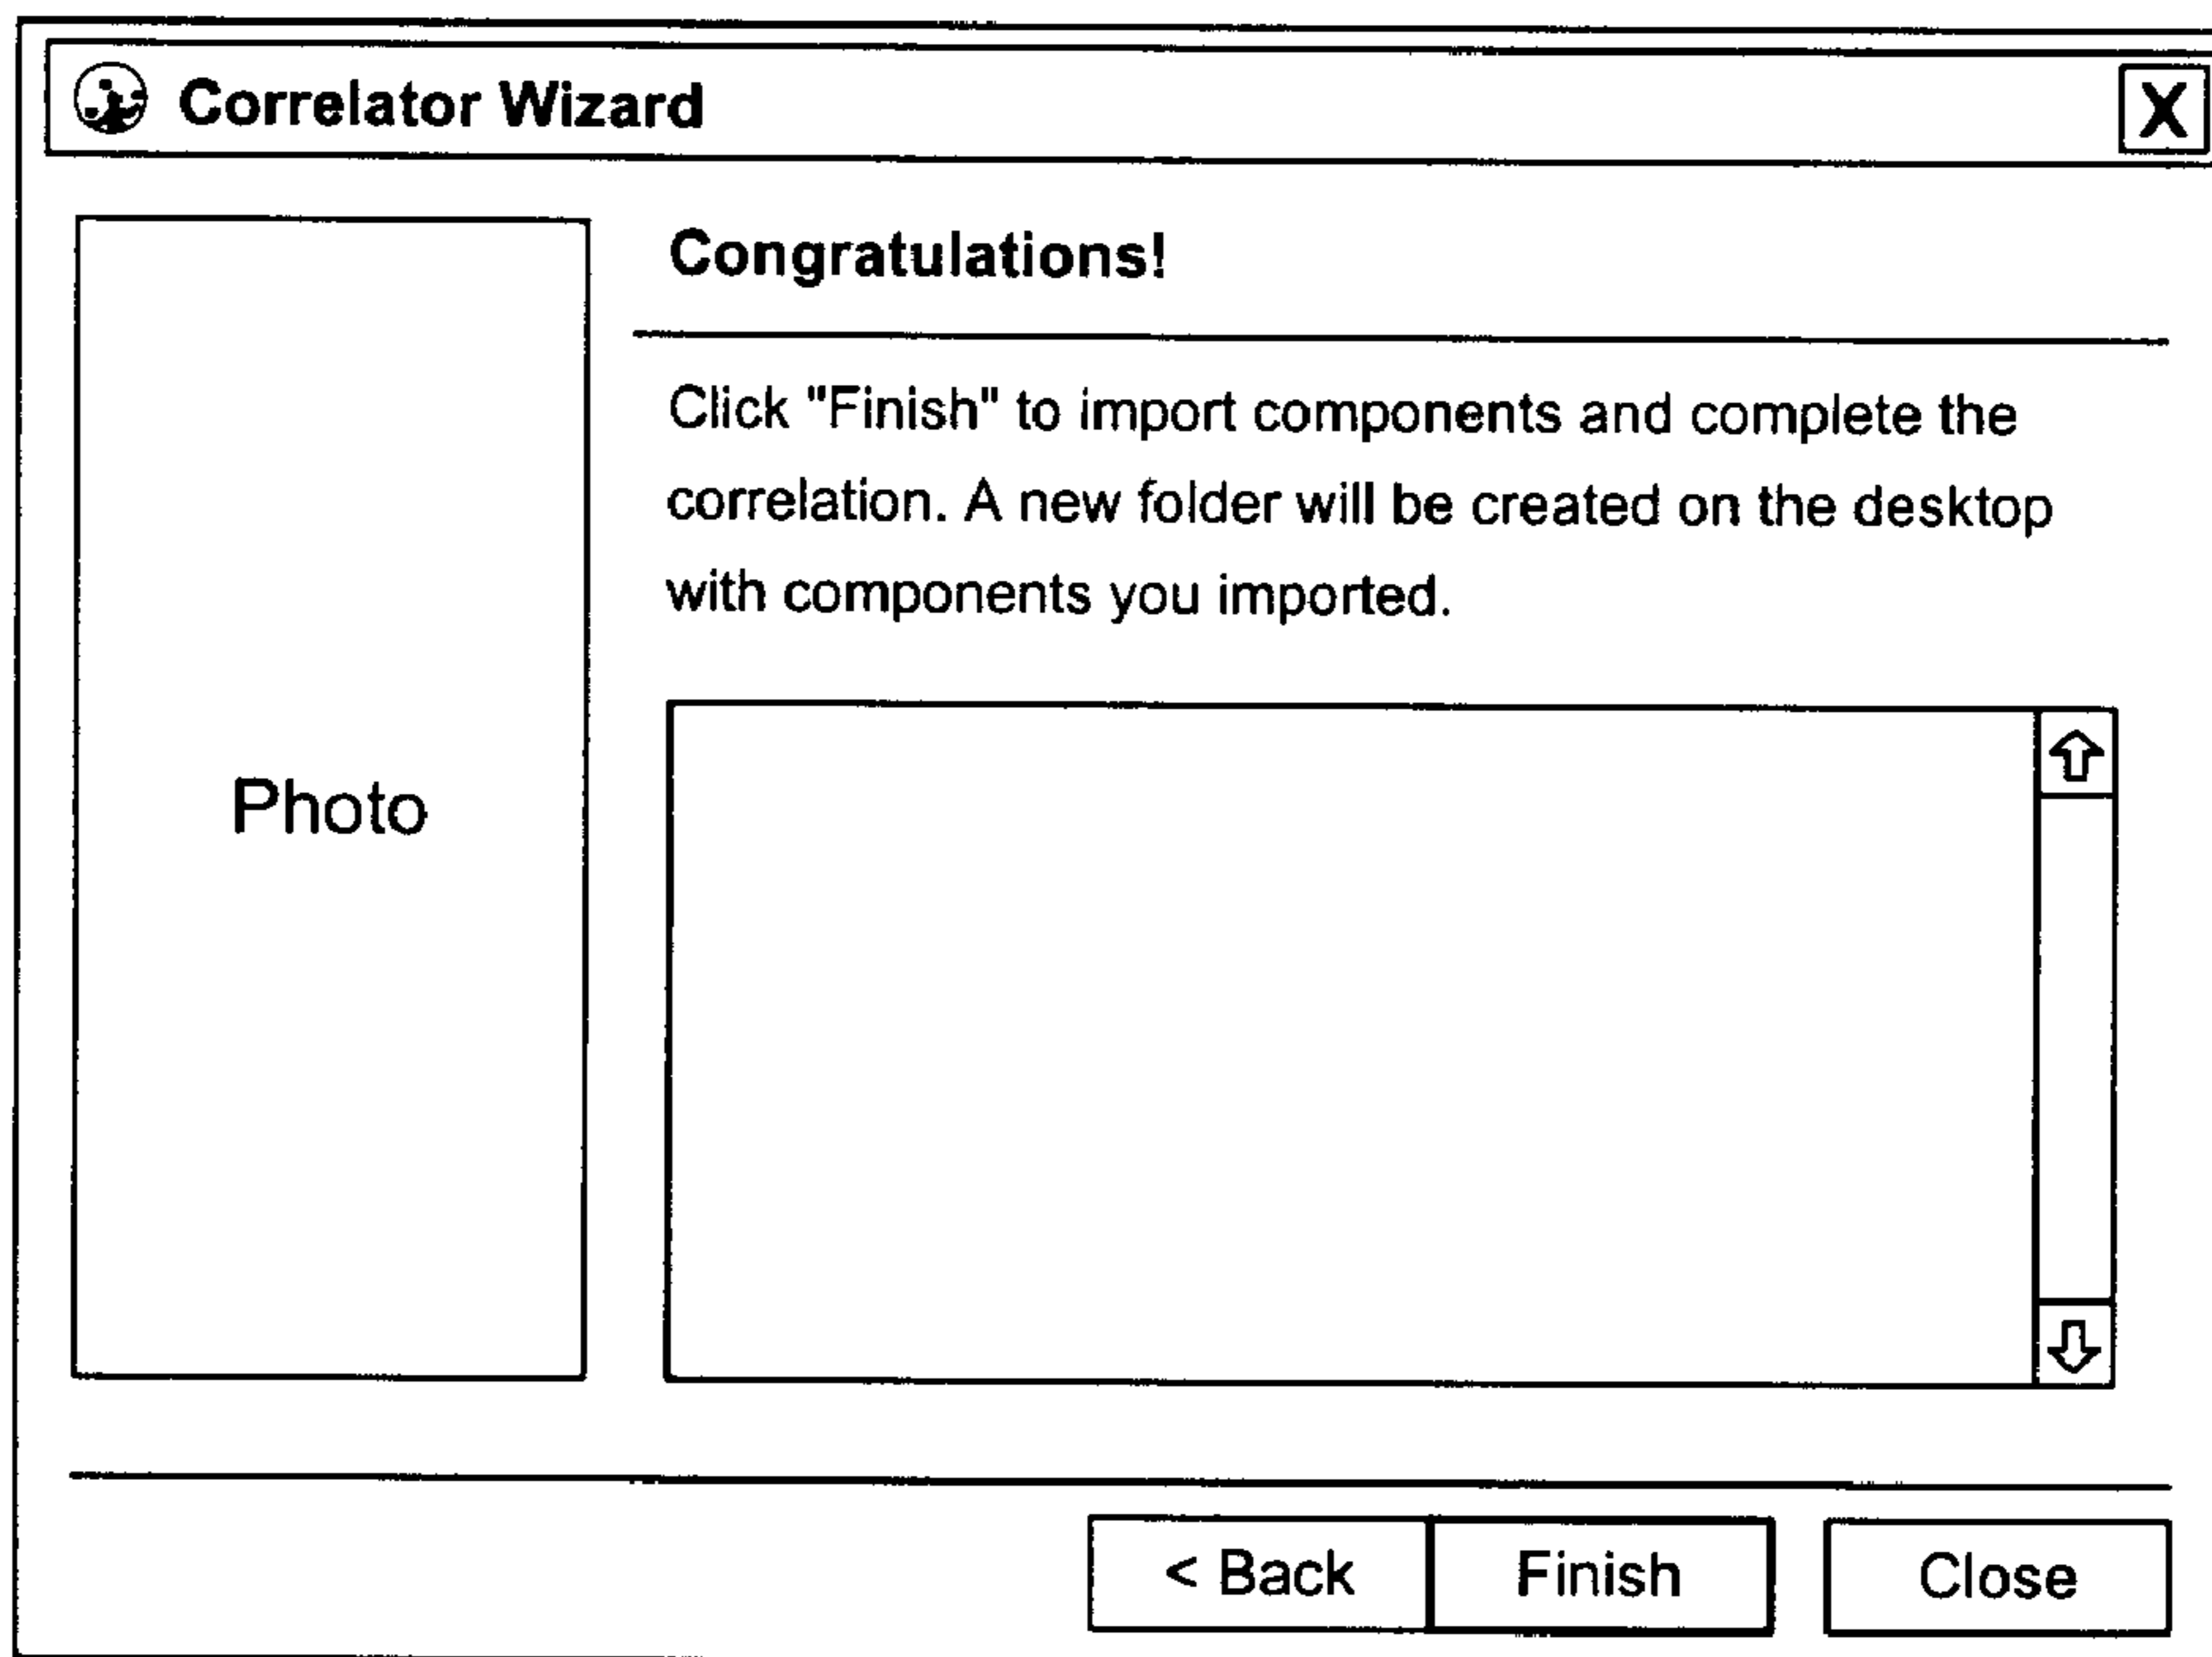 Correlator Wizard
X
Congratulations!
Click "Finish" to import components and complete the
correlation. A new folder will be created on the desktop
with components you imported.
Photo
< Back
Finish
Close